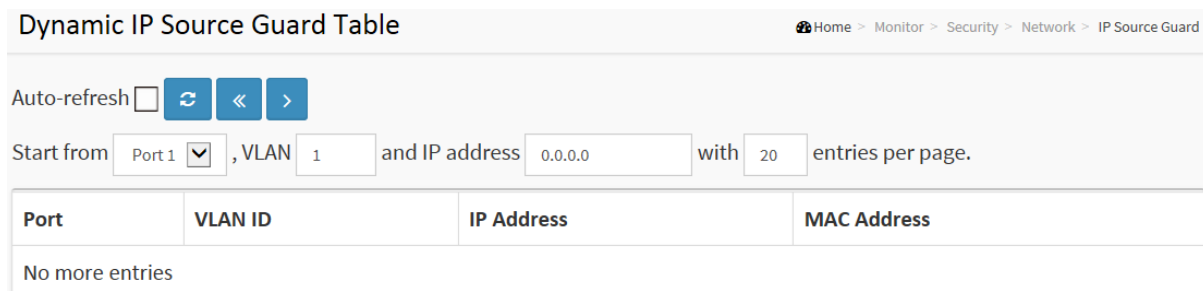 Dynamic IP Source Guard Table
Home > Monitor > Security > Network > IP Source Guard
Auto-refresh « >
Start from Port 1 , VLAN 1 and IP address 0.0.0.0 with 20 entries per page.
Port VLAN ID IP Address MAC Address
No more entries